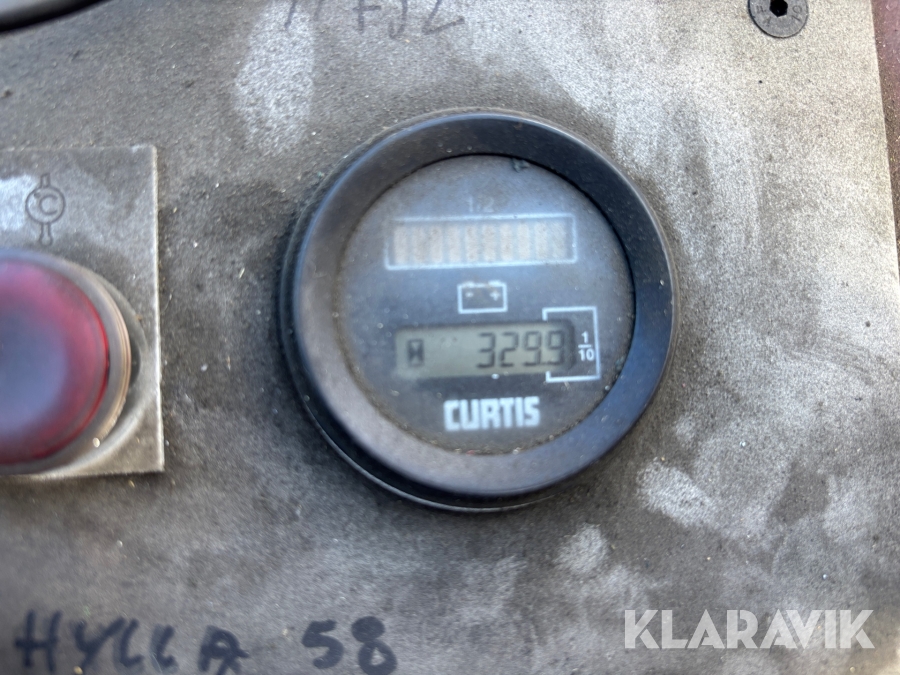 1/2
- +
329.9
1/10
CURTIS
HYLLA 58
KLARAVIK